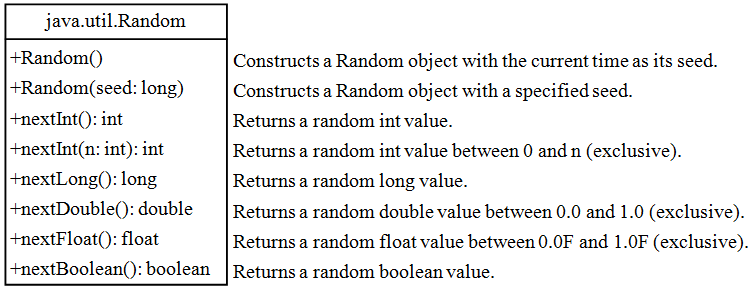 java.util.Random
+Random() Constructs a Random object with the current time as its seed.
+Random(seed: long) Constructs a Random object with a specified seed.
+nextInt(): int Returns a random int value.
+nextInt(n: int): int Returns a random int value between 0 and n (exclusive).
+nextLong(): long Returns a random long value.
+nextDouble(): double Returns a random double value between 0.0 and 1.0 (exclusive).
+nextFloat(): float Returns a random float value between 0.0F and 1.0F (exclusive).
+nextBoolean(): boolean Returns a random boolean value.